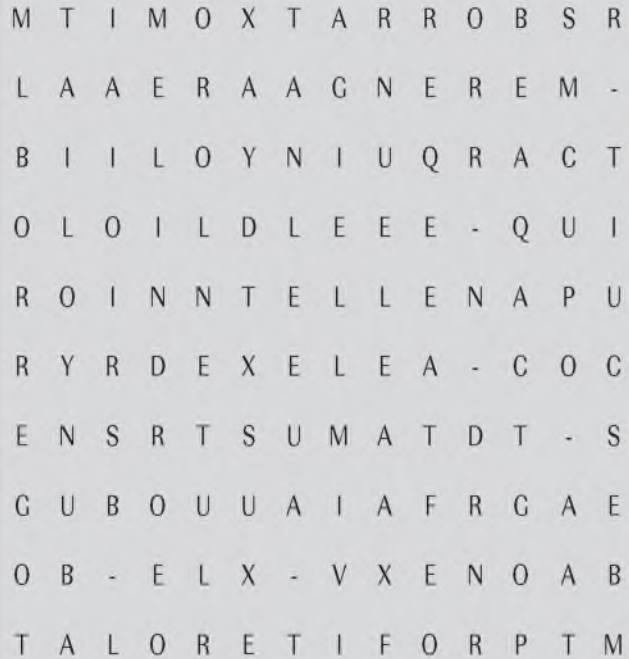 M T I M O X T A R R O B S R
L A A E R A A G N E R E M -
B I I L O Y N I U Q R A C T
O L O I L D L E E E - Q U I
R O I N N T E L L E N A P U
R Y R D E X E L E A - C O C
E N S R T S U M A T D T - S
G U B O U U A I A F R G A E
O B - E L X - V X E N O A B
T A L O R E T I F O R P T M